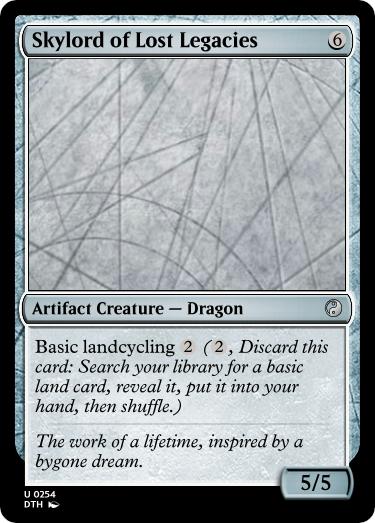 Skylord of Lost Legacies 6
Artifact Creature — Dragon
Basic landcycling 2 (2, Discard this
card: Search your library for a basic
land card, reveal it, put it into your
hand, then shuffle.)
The work of a lifetime, inspired by a
bygone dream.
5/5
U 0254
DTH